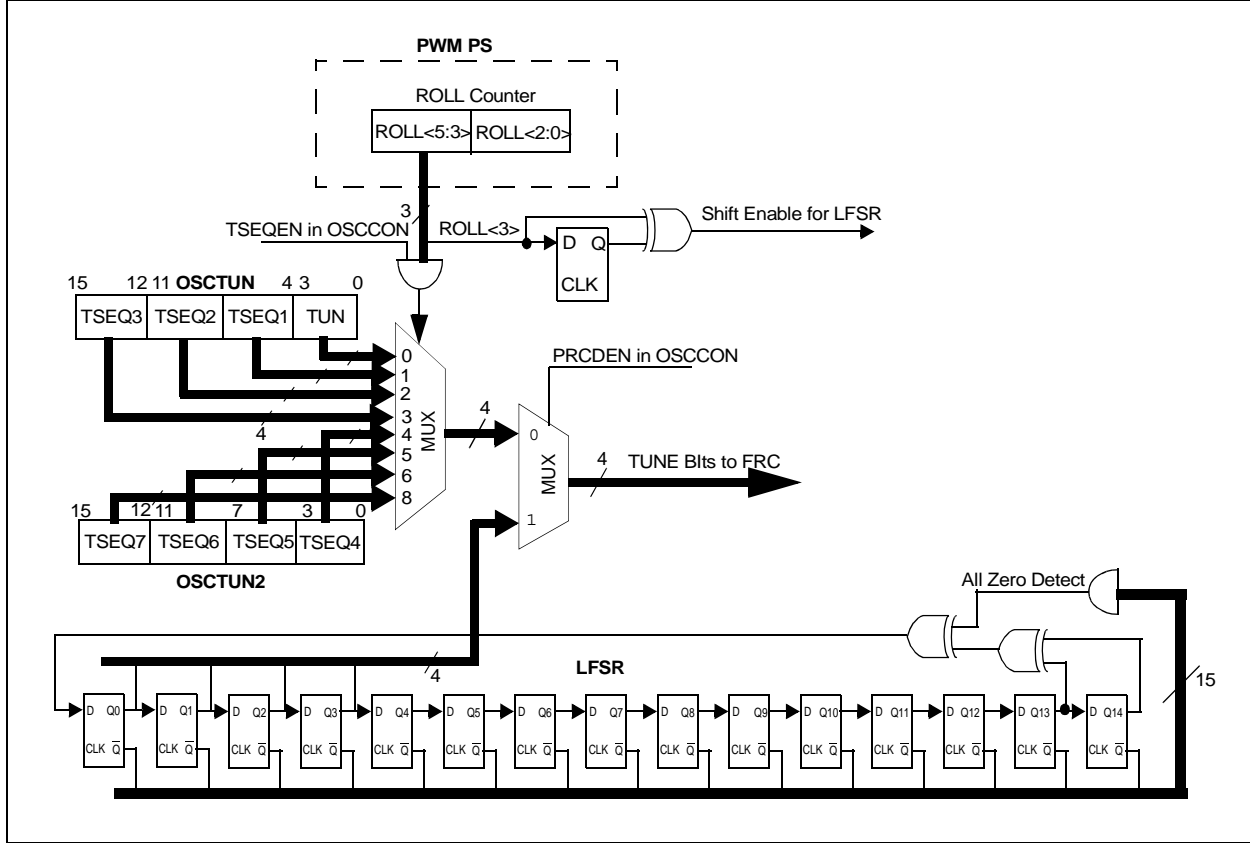 PWM PS
ROLL Counter
ROLL<5:3> ROLL<2:0>
3
TSEQEN in OSCCON
ROLL<3>
Shift Enable for LFSR
D Q
CLK
15 12 11 OSCTUN 4 3 0
TSEQ3 TSEQ2 TSEQ1 TUN
0
1
2
3
4
5
6
8
MUX
4
PRCDEN in OSCCON
4
0
1
MUX
4
TUNE BIts to FRC
15 12 11 7 3 0
TSEQ7 TSEQ6 TSEQ5 TSEQ4
OSCTUN2
All Zero Detect
4
LFSR
15
D Q0 D Q1 D Q2 D Q3 D Q4 D Q5 D Q6 D Q7 D Q8 D Q9 D Q10 D Q11 D Q12 D Q13 D Q14
CLK Q̅ CLK Q̅ CLK Q̅ CLK Q̅ CLK Q̅ CLK Q̅ CLK Q̅ CLK Q̅ CLK Q̅ CLK Q̅ CLK Q̅ CLK Q̅ CLK Q̅ CLK Q̅ CLK Q̅